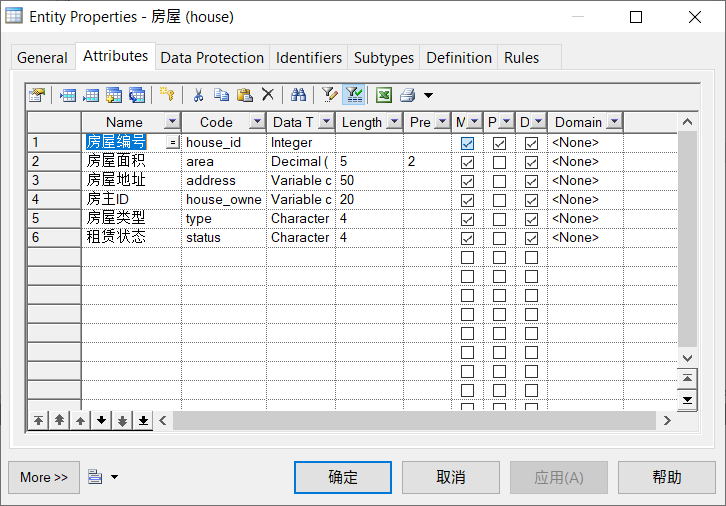 Entity Properties - 房屋 (house)
General Attributes Data Protection Identifiers Subtypes Definition Rules
Name Code Data T Length Pre M P D Domain
1 房屋编号 = house_id Integer <None>
2 房屋面积 area Decimal ( 5 2 <None>
3 房屋地址 address Variable c 50 <None>
4 房主ID house_owne Variable c 20 <None>
5 房屋类型 type Character 4 <None>
6 租赁状态 status Character 4 <None>
More >> 确定 取消 应用(A) 帮助